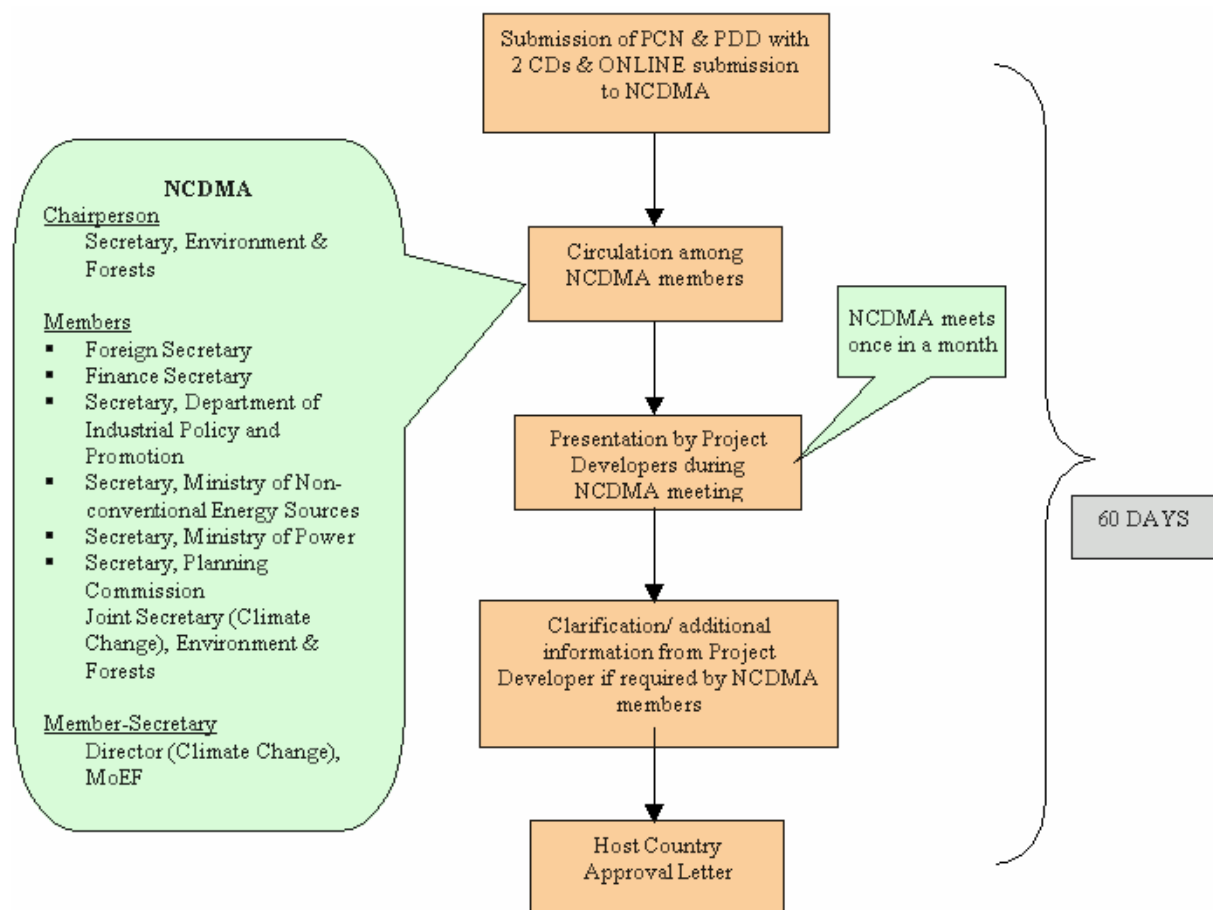 Submission of PCN & PDD with
2 CDs & ONLINE submission
to NCDMA
NCDMA
Chairperson
Secretary, Environment &
Forests
Members
▪ Foreign Secretary
▪ Finance Secretary
▪ Secretary, Department of
Industrial Policy and
Promotion
▪ Secretary, Ministry of Non-
conventional Energy Sources
▪ Secretary, Ministry of Power
▪ Secretary, Planning
Commission
Joint Secretary (Climate
Change), Environment &
Forests
Member-Secretary
Director (Climate Change),
MoEF
Circulation among
NCDMA members
NCDMA meets
once in a month
Presentation by Project
Developers during
NCDMA meeting
60 DAYS
Clarification/ additional
information from Project
Developer if required by NCDMA
members
Host Country
Approval Letter